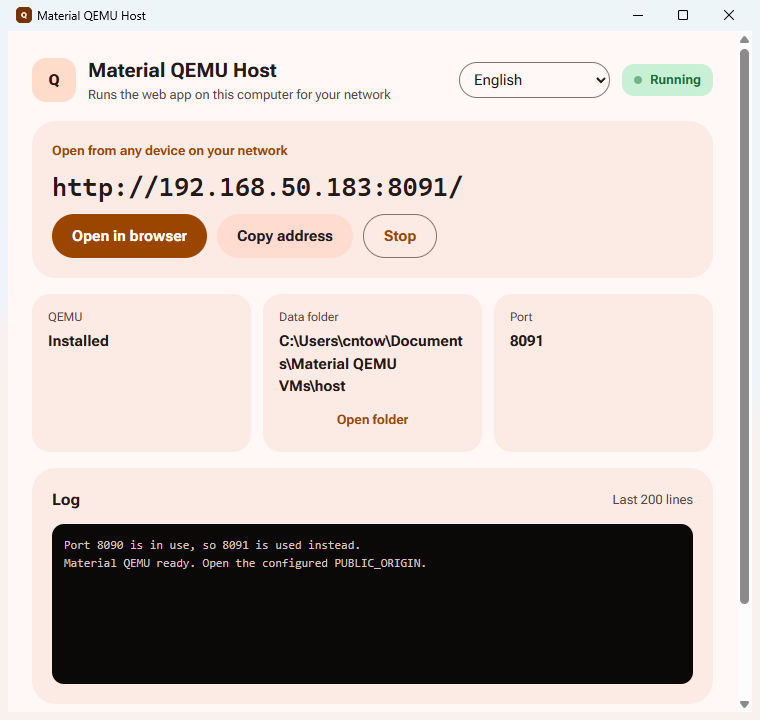 Q Material QEMU Host
Q
Material QEMU Host
Runs the web app on this computer for your network
English
Running
Open from any device on your network
http://192.168.50.183:8091/
Open in browser
Copy address
Stop
QEMU
Installed
Data folder
C:\Users\cntow\Document
s\Material QEMU
VMs\host
Open folder
Port
8091
Log
Last 200 lines
Port 8090 is in use, so 8091 is used instead.
Material QEMU ready. Open the configured PUBLIC_ORIGIN.